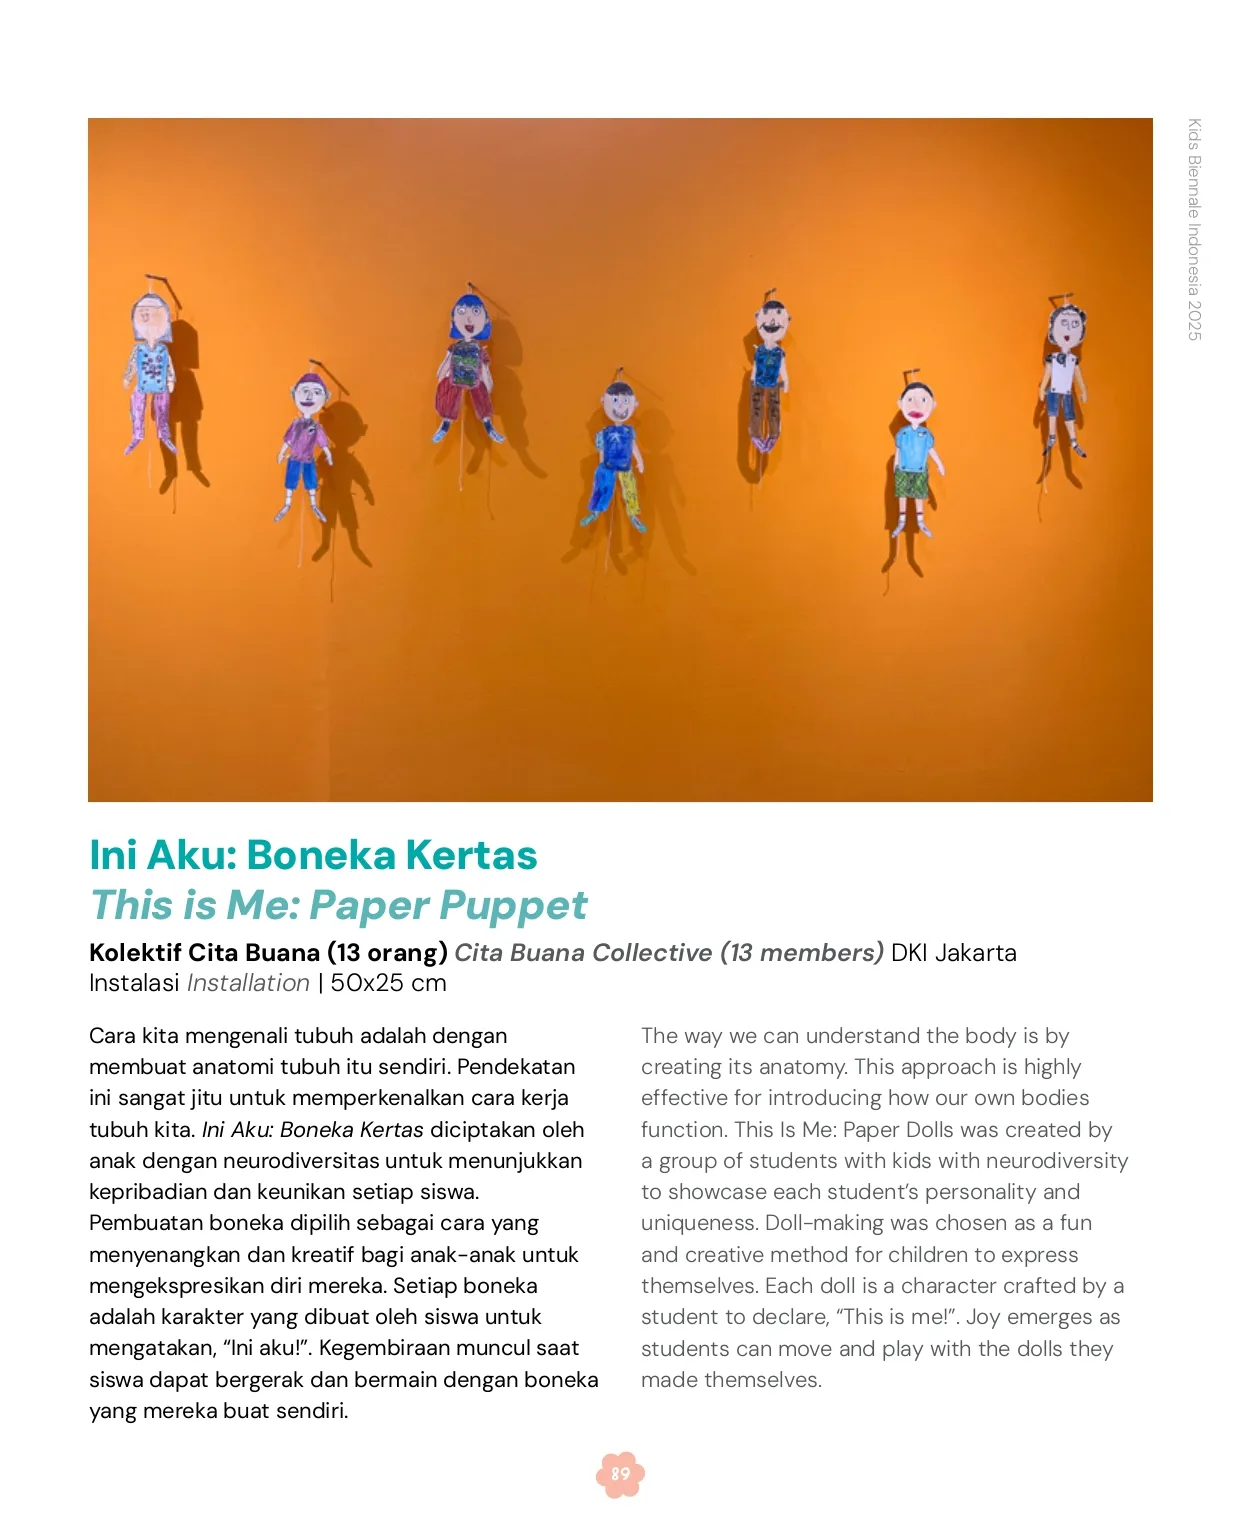 Kids Biennale Indonesia 2025
Ini Aku: Boneka Kertas
This is Me: Paper Puppet
Kolektif Cita Buana (13 orang) Cita Buana Collective (13 members) DKI Jakarta
Instalasi Installation | 50x25 cm
Cara kita mengenali tubuh adalah dengan
membuat anatomi tubuh itu sendiri. Pendekatan
ini sangat jitu untuk memperkenalkan cara kerja
tubuh kita. Ini Aku: Boneka Kertas diciptakan oleh
anak dengan neurodiversitas untuk menunjukkan
kepribadian dan keunikan setiap siswa.
Pembuatan boneka dipilih sebagai cara yang
menyenangkan dan kreatif bagi anak-anak untuk
mengekspresikan diri mereka. Setiap boneka
adalah karakter yang dibuat oleh siswa untuk
mengatakan, “Ini aku!”. Kegembiraan muncul saat
siswa dapat bergerak dan bermain dengan boneka
yang mereka buat sendiri.
The way we can understand the body is by
creating its anatomy. This approach is highly
effective for introducing how our own bodies
function. This Is Me: Paper Dolls was created by
a group of students with kids with neurodiversity
to showcase each student’s personality and
uniqueness. Doll-making was chosen as a fun
and creative method for children to express
themselves. Each doll is a character crafted by a
student to declare, “This is me!”. Joy emerges as
students can move and play with the dolls they
made themselves.
89